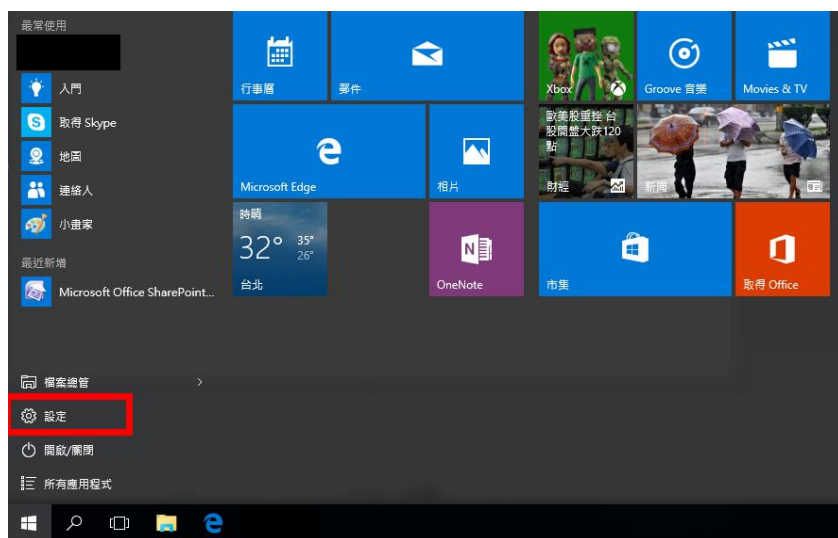 最常使用
入門
取得 Skype
地圖
連絡人
小畫家
最近新增
Microsoft Office SharePoint...
檔案總管
設定
開啟/關閉
所有應用程式
行事曆
郵件
Microsoft Edge
相片
時晴
32° 35°
26°
台北
OneNote
Xbox
Groove 音樂
Movies & TV
歐美股重挫 台
股開盤大跌120
點
財經
新聞
市集
取得 Office